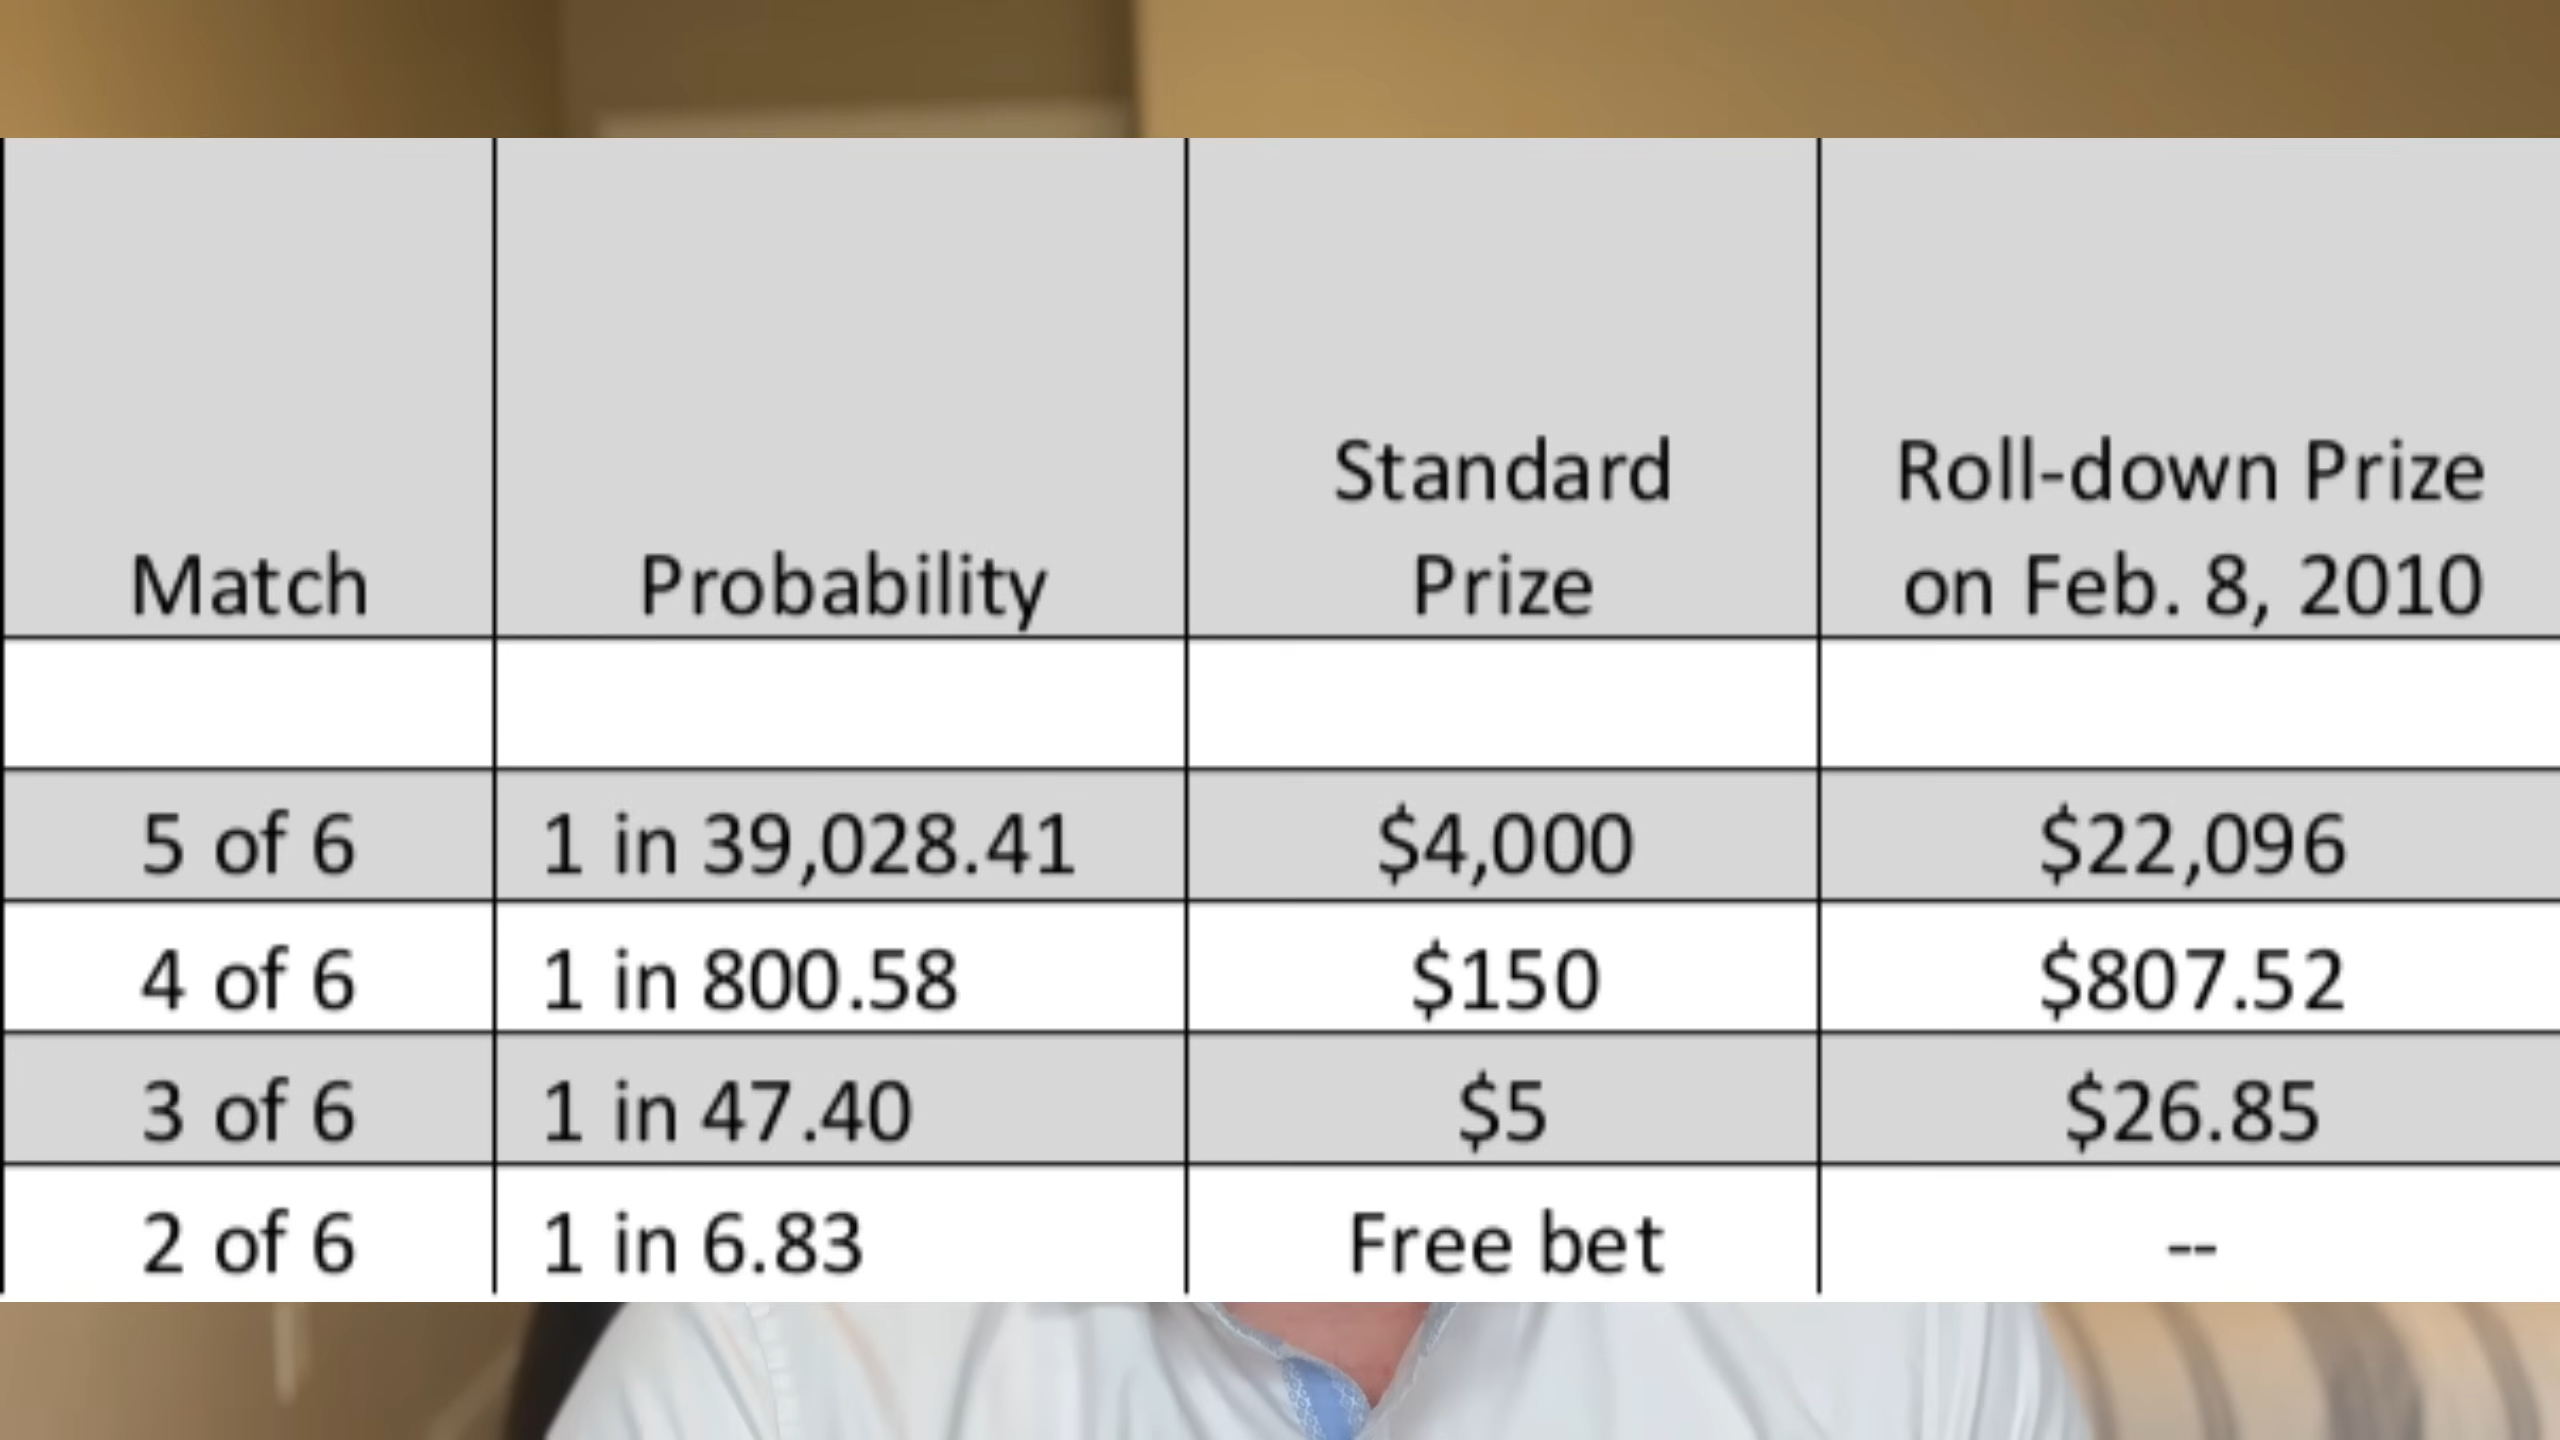 Match Probability Standard Prize Roll-down Prize on Feb. 8, 2010
5 of 6 1 in 39,028.41 $4,000 $22,096
4 of 6 1 in 800.58 $150 $807.52
3 of 6 1 in 47.40 $5 $26.85
2 of 6 1 in 6.83 Free bet --